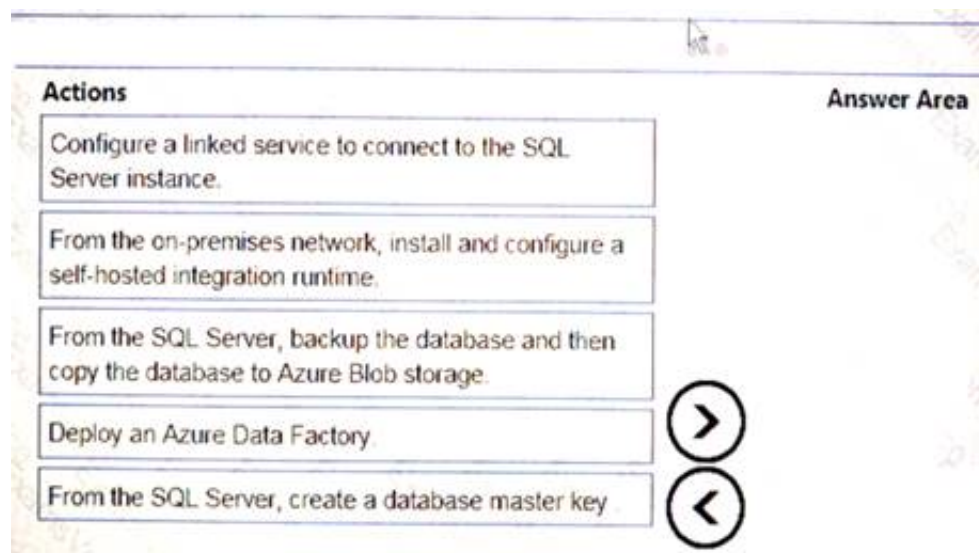 Actions
Answer Area
Configure a linked service to connect to the SQL
Server instance.
From the on-premises network, install and configure a
self-hosted integration runtime.
From the SQL Server, backup the database and then
copy the database to Azure Blob storage.
Deploy an Azure Data Factory.
From the SQL Server, create a database master key